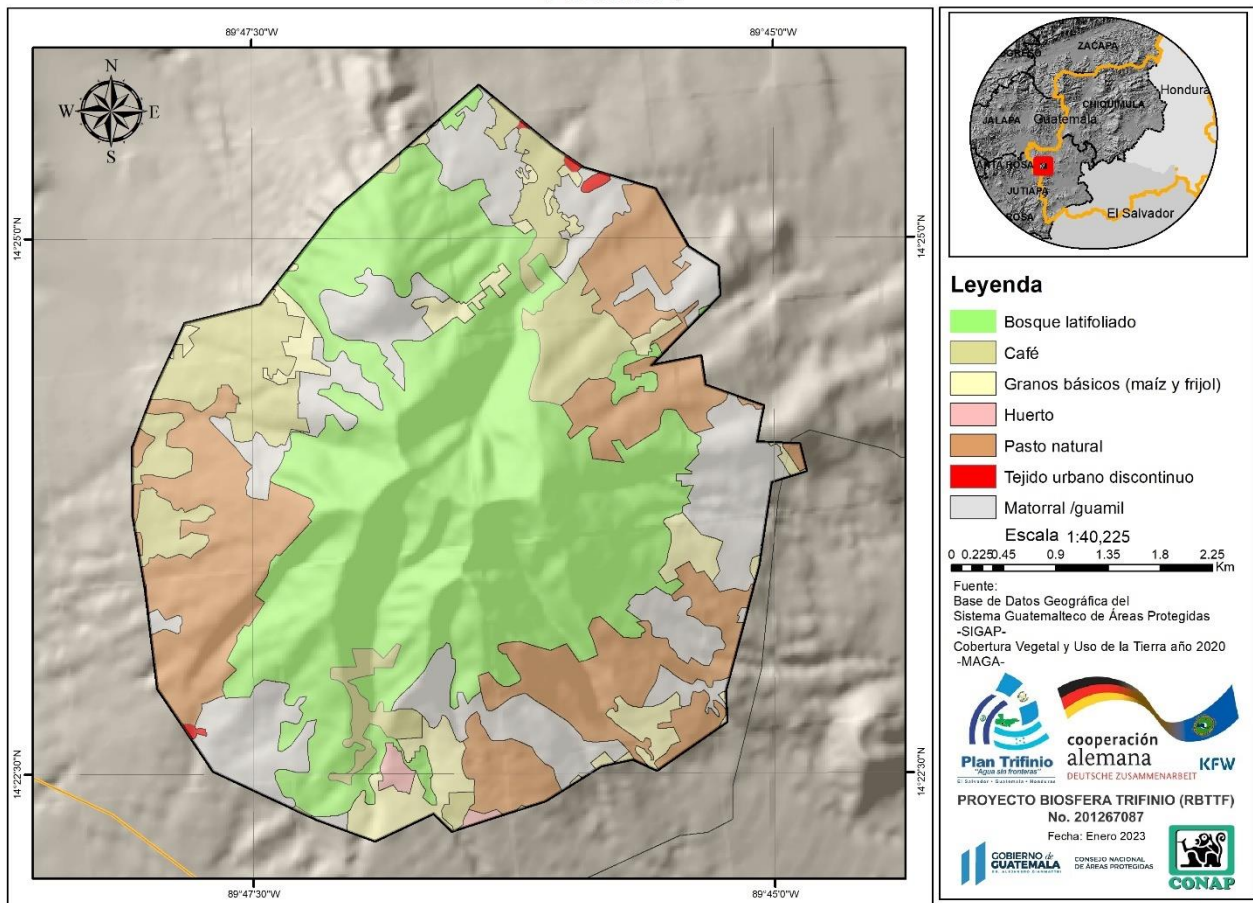 89°47'30"W
89°45'0"W
N
W
E
S
14°25'0"N
14°25'0"N
14°22'30"N
14°22'30"N
89°47'30"W
89°45'0"W
ZACAPA
CHIQUIMULA
Hondura
JALAPA
Guatemala
JUTIAPA
ROSA
El Salvador
Leyenda
Bosque latifoliado
Café
Granos básicos (maíz y frijol)
Huerto
Pasto natural
Tejido urbano discontinuo
Matorral /guamil
Escala 1:40,225
0 0.225 0.45 0.9 1.35 1.8 2.25
Km
Fuente:
Base de Datos Geográfica del
Sistema Guatemalteco de Áreas Protegidas
-SIGAP-
Cobertura Vegetal y Uso de la Tierra año 2020
-MAGA-
Plan Trifinio
"Agua sin fronteras"
El Salvador • Guatemala • Honduras
cooperación
alemana
DEUTSCHE ZUSAMMENARBEIT
KFW
PROYECTO BIOSFERA TRIFINIO (RBTTF)
No. 201267087
Fecha: Enero 2023
GOBIERNO de
GUATEMALA
CONSEJO NACIONAL
DE ÁREAS PROTEGIDAS
CONAP